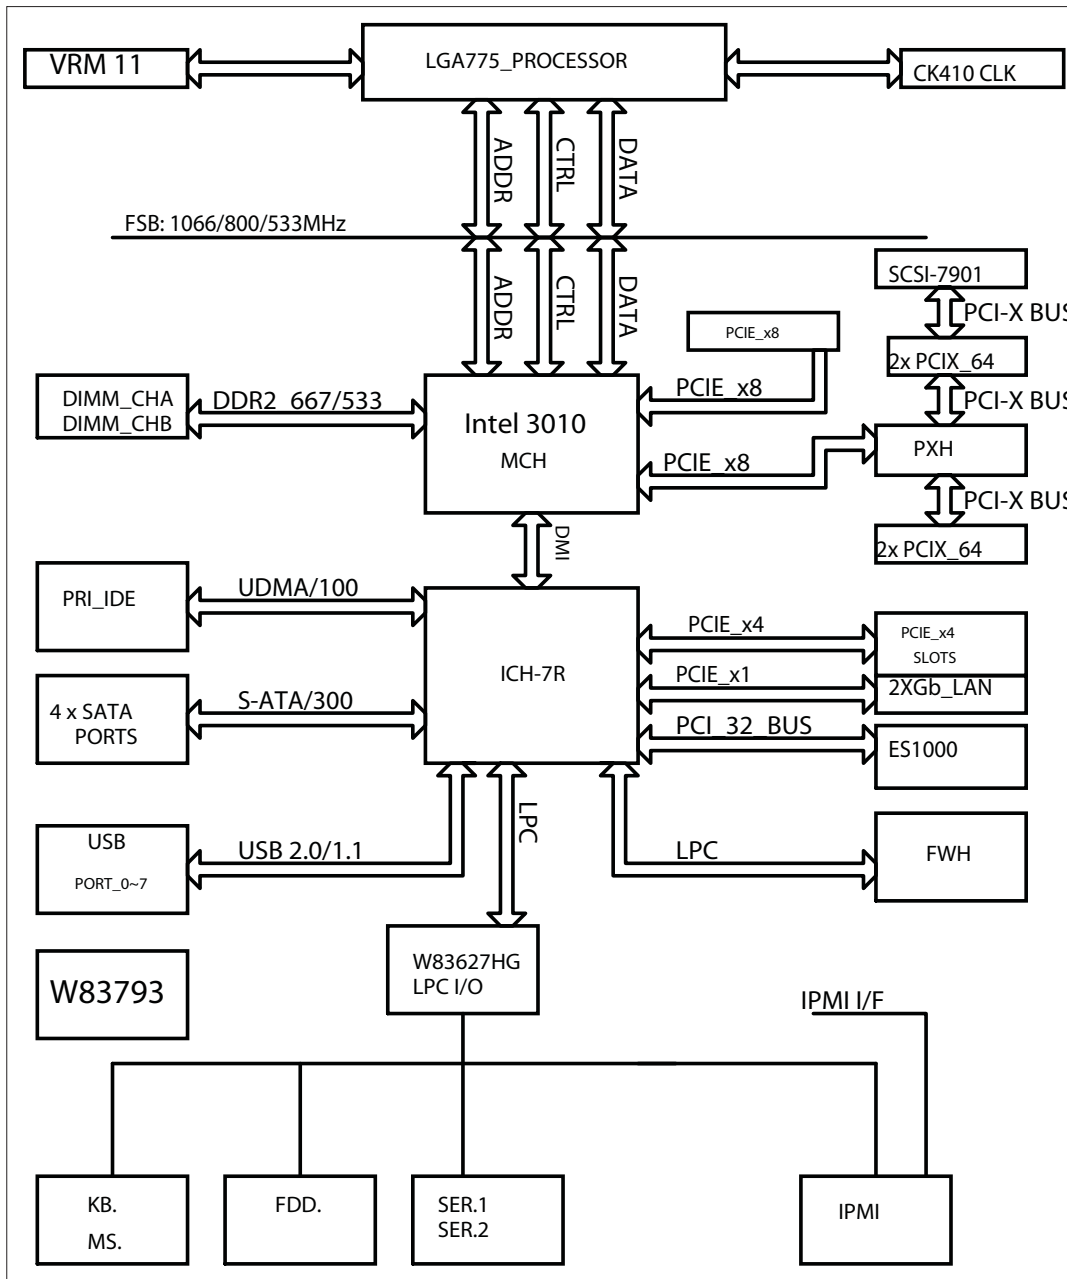 VRM 11
LGA775_PROCESSOR
CK410 CLK
ADDR
CTRL
DATA
FSB: 1066/800/533MHz
ADDR
CTRL
DATA
SCSI-7901
PCI-X BUS
PCIE_x8
2x PCIX_64
DIMM_CHA
DIMM_CHB
DDR2_667/533
Intel 3010
MCH
PCIE_x8
PCI-X BUS
PCIE_x8
PXH
PCI-X BUS
2x PCIX_64
DMI
PRI_IDE
UDMA/100
ICH-7R
PCIE_x4
PCIE_x4
SLOTS
PCIE_x1
2XGb_LAN
4 x SATA
PORTS
S-ATA/300
PCI_32_BUS
ES1000
USB
PORT_0~7
USB 2.0/1.1
LPC
LPC
FWH
W83627HG
LPC I/O
W83793
IPMI I/F
KB.
MS.
FDD.
SER.1
SER.2
IPMI